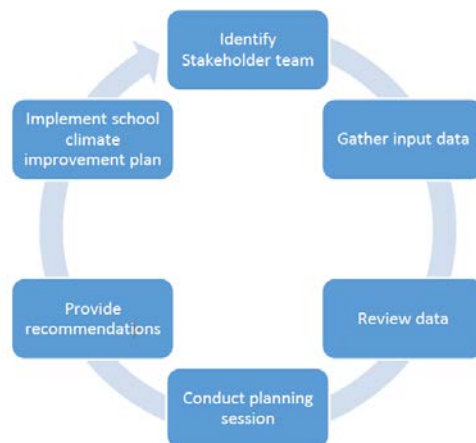 Identify
Stakeholder team
Gather input data
Review data
Conduct planning
session
Provide
recommendations
Implement school
climate
improvement plan